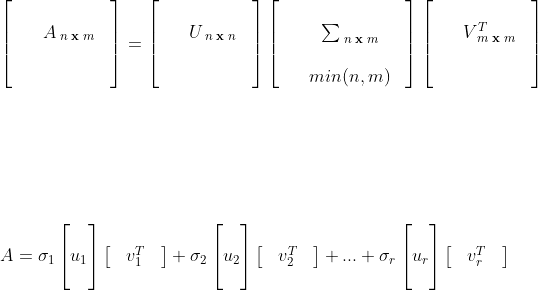 [ A n x m ] = [ U n x n ] [ ∑ n x m ] [ V^T m x m ]
min(n, m)
A = σ1 [u1] [ v1^T ] + σ2 [u2] [ v2^T ] + ... + σr [ur] [ vr^T ]